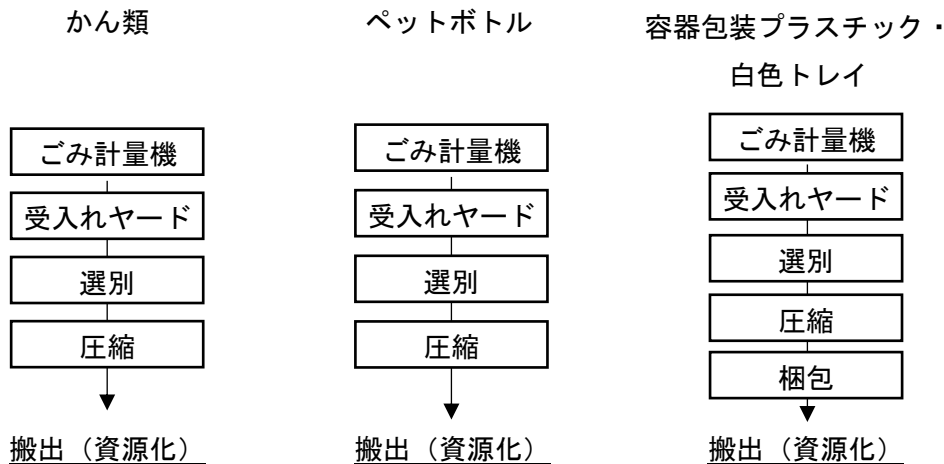 かん類
ごみ計量機
受入れヤード
選別
圧縮
搬出（資源化）
ペットボトル
ごみ計量機
受入れヤード
選別
圧縮
搬出（資源化）
容器包装プラスチック・
白色トレイ
ごみ計量機
受入れヤード
選別
圧縮
梱包
搬出（資源化）